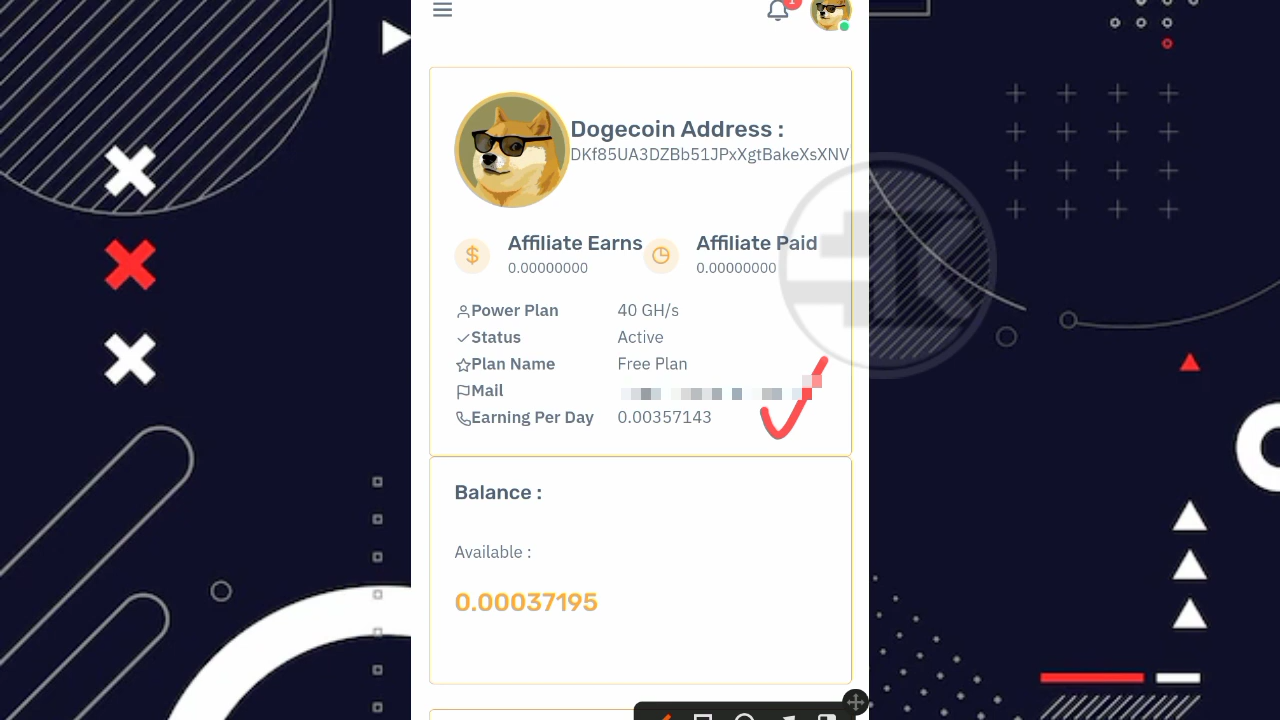 1
Dogecoin Address :
DKf85UA3DZBb51JPxXgtBakeXsXNV
Affiliate Earns
0.00000000
Affiliate Paid
0.00000000
Power Plan 40 GH/s
Status Active
Plan Name Free Plan
Mail
Earning Per Day 0.00357143
Balance :
Available :
0.00037195